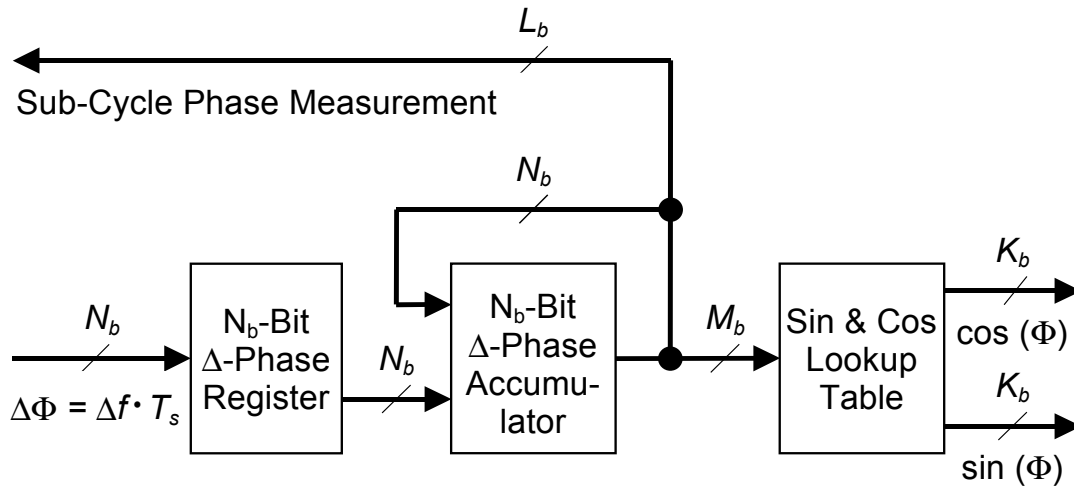 L_b
Sub-Cycle Phase Measurement
N_b
N_b
ΔΦ = Δf · T_s
N_b-Bit
Δ-Phase
Register
N_b
N_b-Bit
Δ-Phase
Accumu-
lator
M_b
Sin & Cos
Lookup
Table
K_b
cos (Φ)
K_b
sin (Φ)